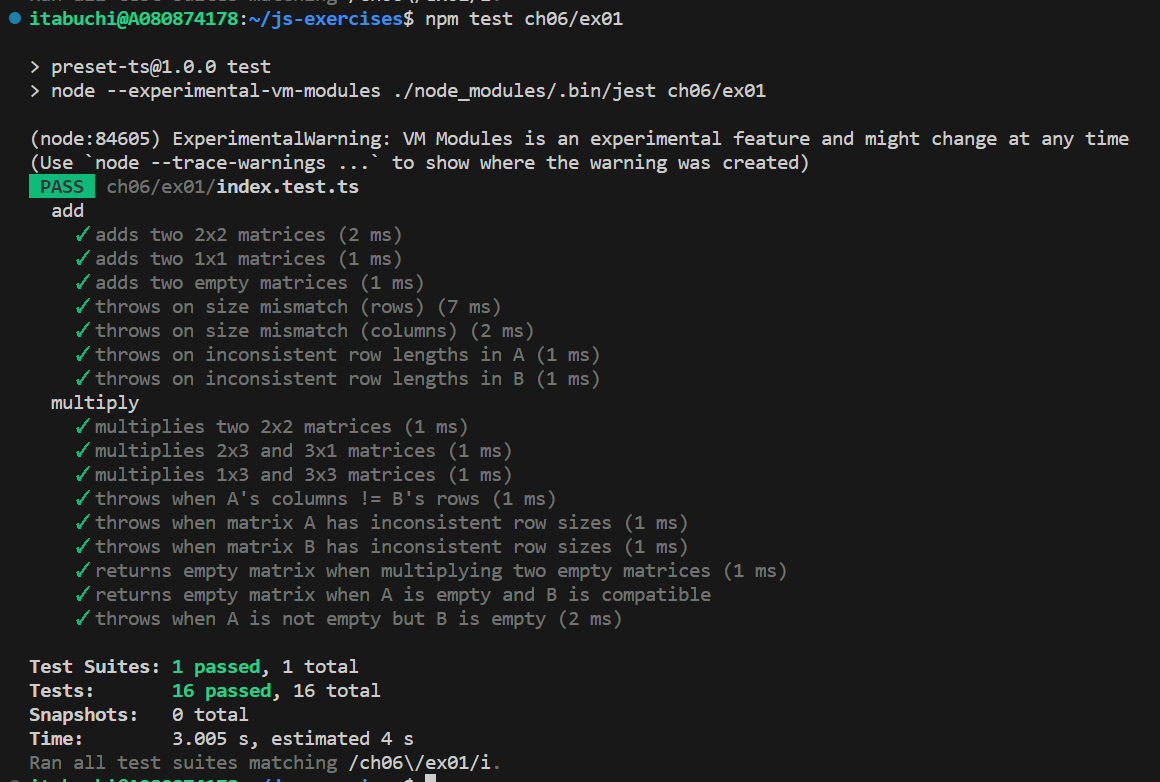 itabuchi@A080874178:~/js-exercises$ npm test ch06/ex01
> preset-ts@1.0.0 test
> node --experimental-vm-modules ./node_modules/.bin/jest ch06/ex01
(node:84605) ExperimentalWarning: VM Modules is an experimental feature and might change at any time
(Use `node --trace-warnings ...` to show where the warning was created)
PASS ch06/ex01/index.test.ts
add
✓ adds two 2x2 matrices (2 ms)
✓ adds two 1x1 matrices (1 ms)
✓ adds two empty matrices (1 ms)
✓ throws on size mismatch (rows) (7 ms)
✓ throws on size mismatch (columns) (2 ms)
✓ throws on inconsistent row lengths in A (1 ms)
✓ throws on inconsistent row lengths in B (1 ms)
multiply
✓ multiplies two 2x2 matrices (1 ms)
✓ multiplies 2x3 and 3x1 matrices (1 ms)
✓ multiplies 1x3 and 3x3 matrices (1 ms)
✓ throws when A's columns != B's rows (1 ms)
✓ throws when matrix A has inconsistent row sizes (1 ms)
✓ throws when matrix B has inconsistent row sizes (1 ms)
✓ returns empty matrix when multiplying two empty matrices (1 ms)
✓ returns empty matrix when A is empty and B is compatible
✓ throws when A is not empty but B is empty (2 ms)
Test Suites: 1 passed, 1 total
Tests: 16 passed, 16 total
Snapshots: 0 total
Time: 3.005 s, estimated 4 s
Ran all test suites matching /ch06\/ex01/i.